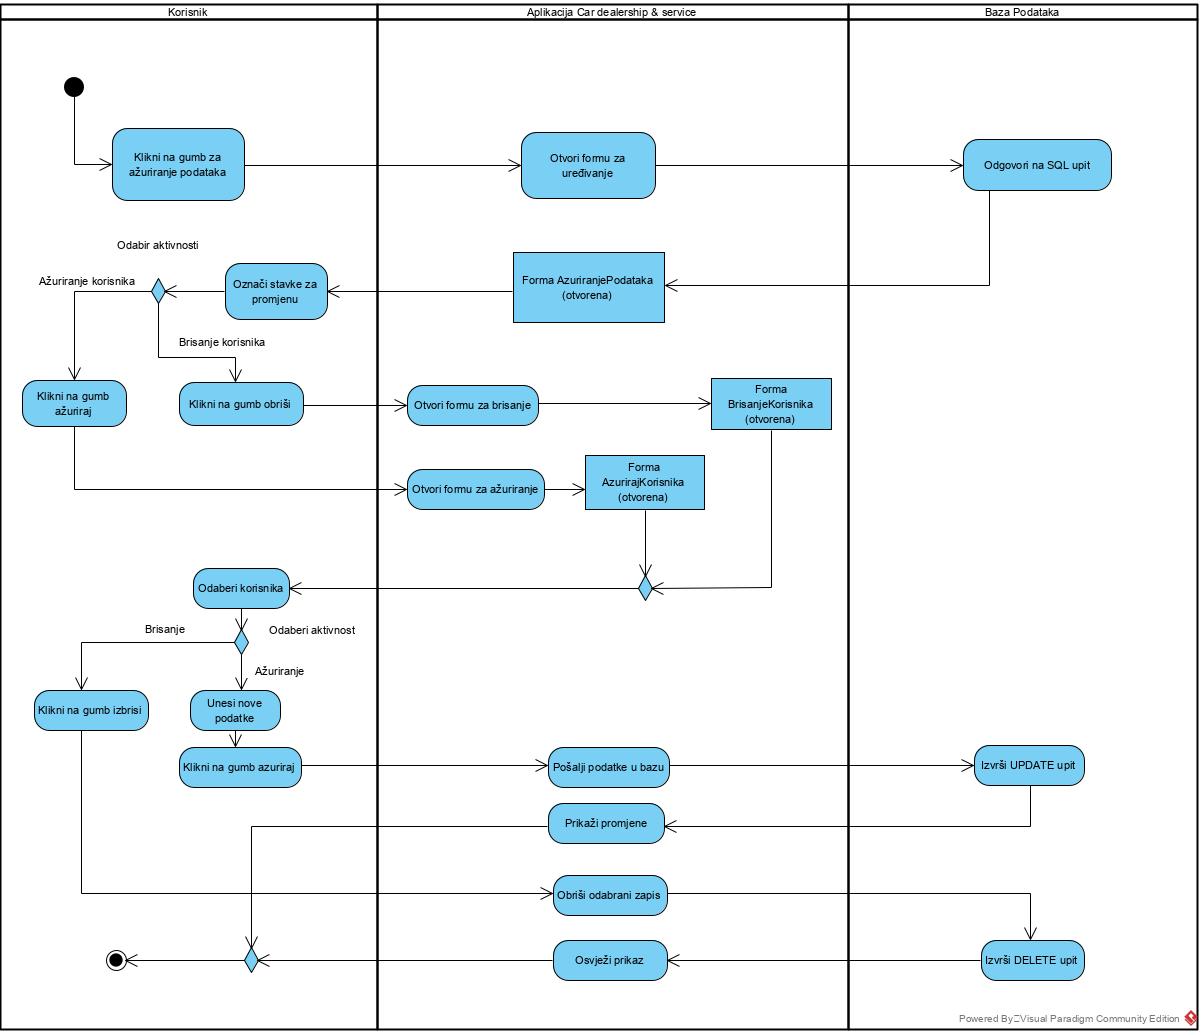 Korisnik
Aplikacija Car dealership & service
Baza Podataka
Klikni na gumb za
ažuriranje podataka
Otvori formu za
uređivanje
Odgovori na SQL upit
Odabir aktivnosti
Ažuriranje korisnika
Označi stavke za
promjenu
Forma AzuriranjePodataka
(otvorena)
Brisanje korisnika
Klikni na gumb
ažuriraj
Klikni na gumb obriši
Otvori formu za brisanje
Forma
BrisanjeKorisnika
(otvorena)
Otvori formu za ažuriranje
Forma
AzurirajKorisnika
(otvorena)
Odaberi korisnika
Brisanje
Odaberi aktivnost
Ažuriranje
Klikni na gumb izbrisi
Unesi nove
podatke
Klikni na gumb azuriraj
Pošalji podatke u bazu
Izvrši UPDATE upit
Prikaži promjene
Obriši odabrani zapis
Osvježi prikaz
Izvrši DELETE upit
Powered By Visual Paradigm Community Edition